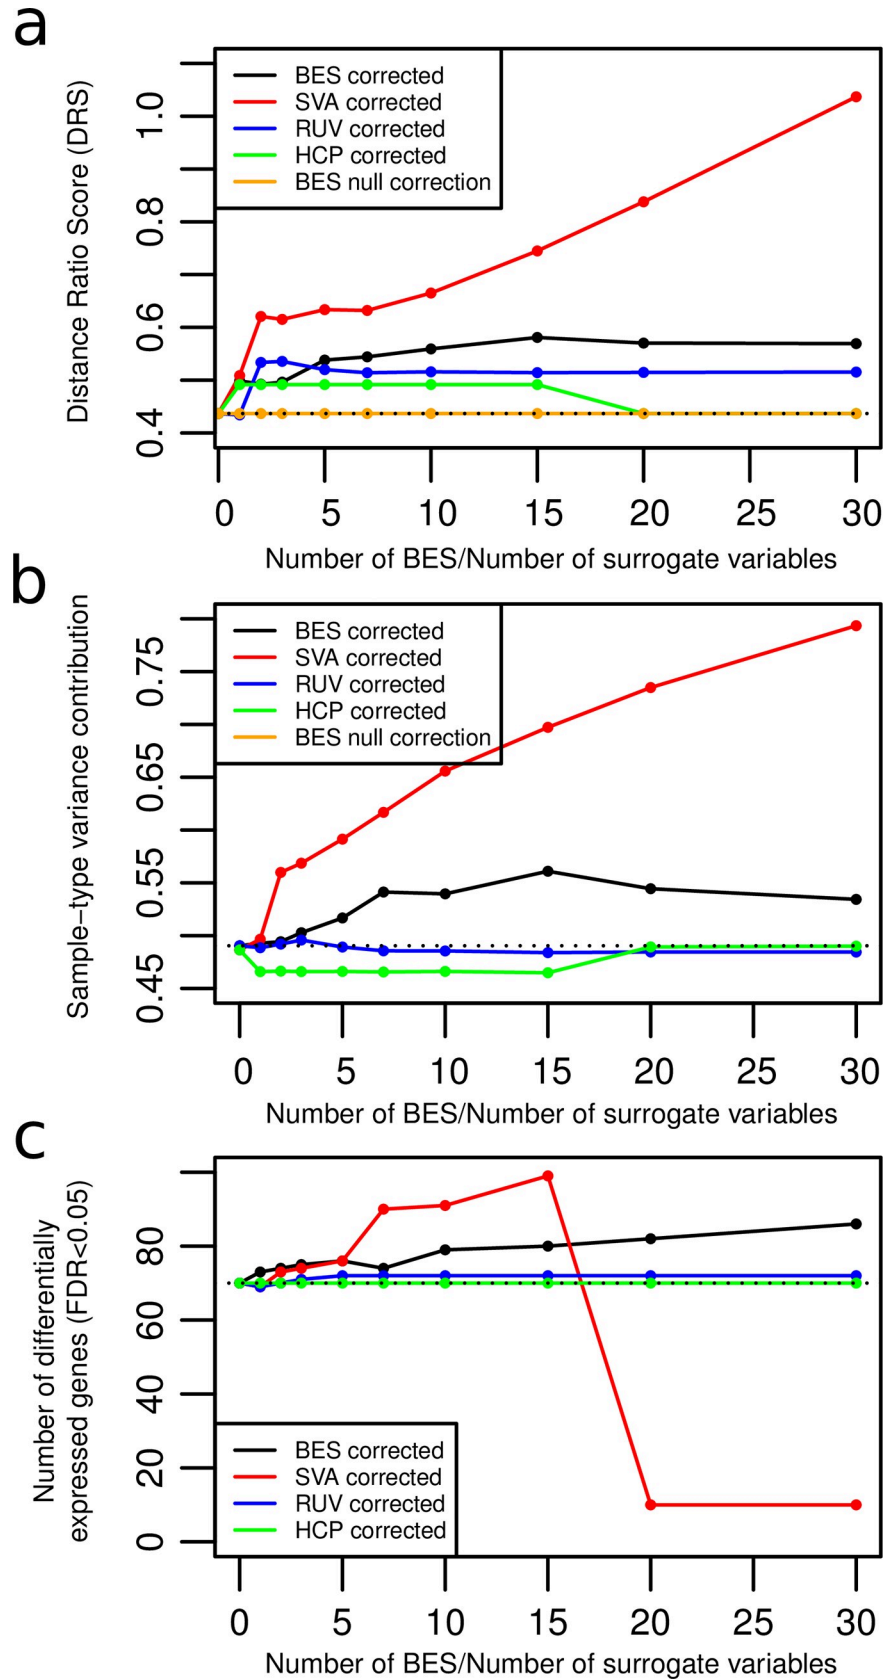 a
Distance Ratio Score (DRS)
BES corrected
SVA corrected
RUV corrected
HCP corrected
BES null correction
1.0
0.8
0.6
0.4
0 5 10 15 20 25 30
Number of BES/Number of surrogate variables
b
Sample−type variance contribution
BES corrected
SVA corrected
RUV corrected
HCP corrected
BES null correction
0.75
0.65
0.55
0.45
0 5 10 15 20 25 30
Number of BES/Number of surrogate variables
c
Number of differentially
expressed genes (FDR<0.05)
80
60
40
20
0
BES corrected
SVA corrected
RUV corrected
HCP corrected
0 5 10 15 20 25 30
Number of BES/Number of surrogate variables